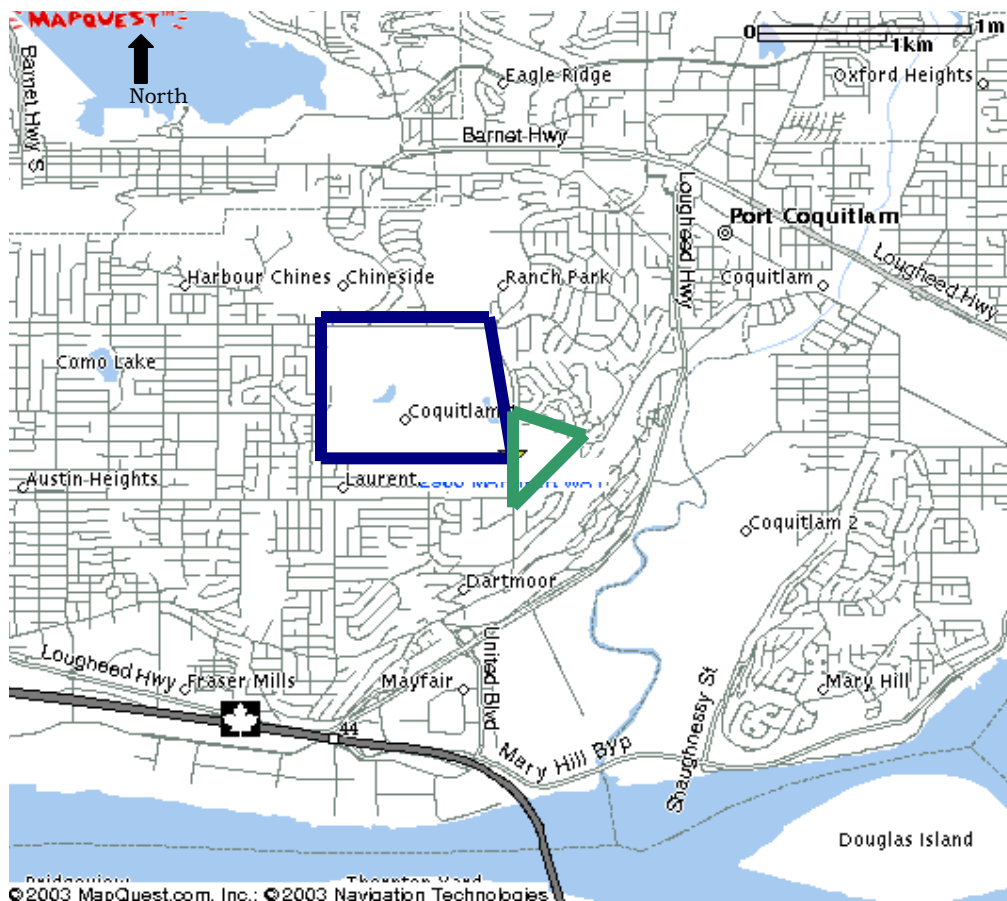 MAPQUEST
North
0 1m
1km
Barnet Hwy S
Eagle Ridge
Oxford Heights
Barnet Hwy
Lougheed Hwy
Port Coquitlam
Harbour Chines
Chineside
Ranch Park
Coquitlam
Lougheed Hwy
Como Lake
Coquitlam
Austin Heights
Laurent
Coquitlam 2
Dartmoor
United Blvd
Lougheed Hwy
Fraser Mills
Mayfair
Mary Hill
44
Mary Hill Byp
Shaughnessy St
Douglas Island
Bridgeview
Thornton Yard
©2003 MapQuest.com, Inc.; ©2003 Navigation Technologies